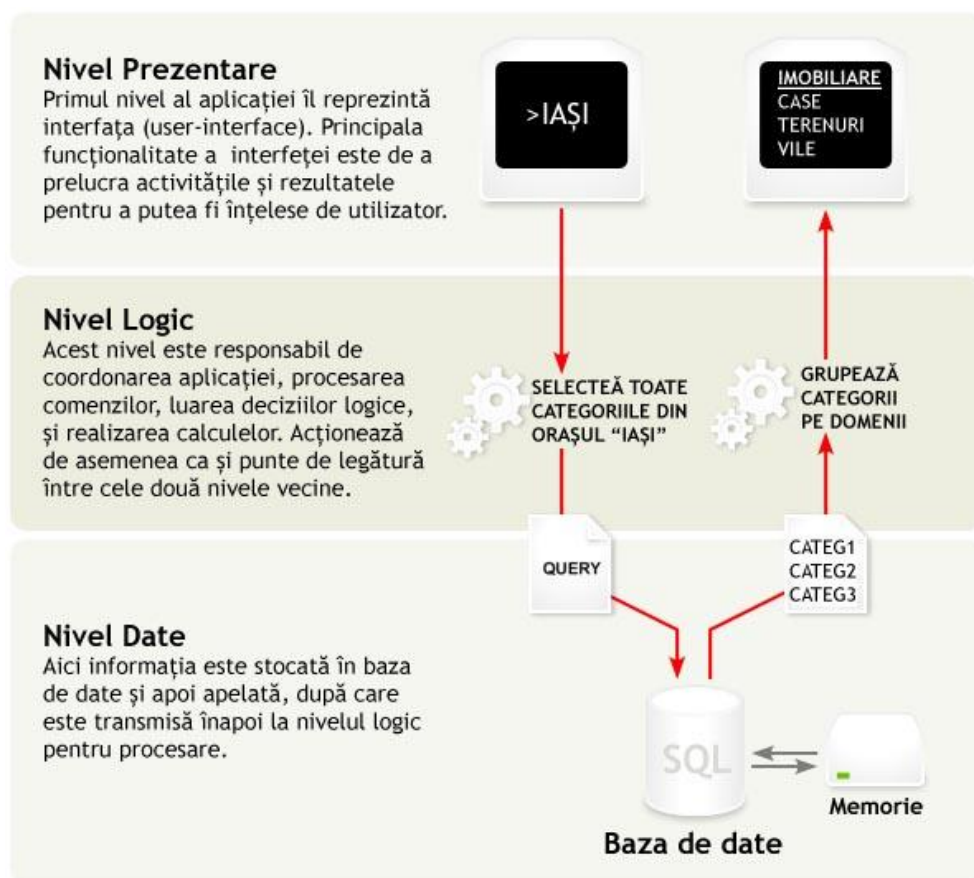 Nivel Prezentare
Primul nivel al aplicației îl reprezintă
interfața (user-interface). Principala
funcționalitate a interfeței este de a
prelucra activitățile și rezultatele
pentru a putea fi înțelese de utilizator.
>IAȘI
IMOBILIARE
CASE
TERENURI
VILE
Nivel Logic
Acest nivel este responsabil de
coordonarea aplicației, procesarea
comenzilor, luarea deciziilor logice,
și realizarea calculelor. Acționează
de asemenea ca și punte de legătură
între cele două nivele vecine.
SELECTEĂ TOATE
CATEGORIILE DIN
ORAȘUL “IAȘI”
GRUPEAZĂ
CATEGORII
PE DOMENII
QUERY
CATEG1
CATEG2
CATEG3
Nivel Date
Aici informația este stocată în baza
de date și apoi apelată, după care
este transmisă înapoi la nivelul logic
pentru procesare.
SQL
Memorie
Baza de date